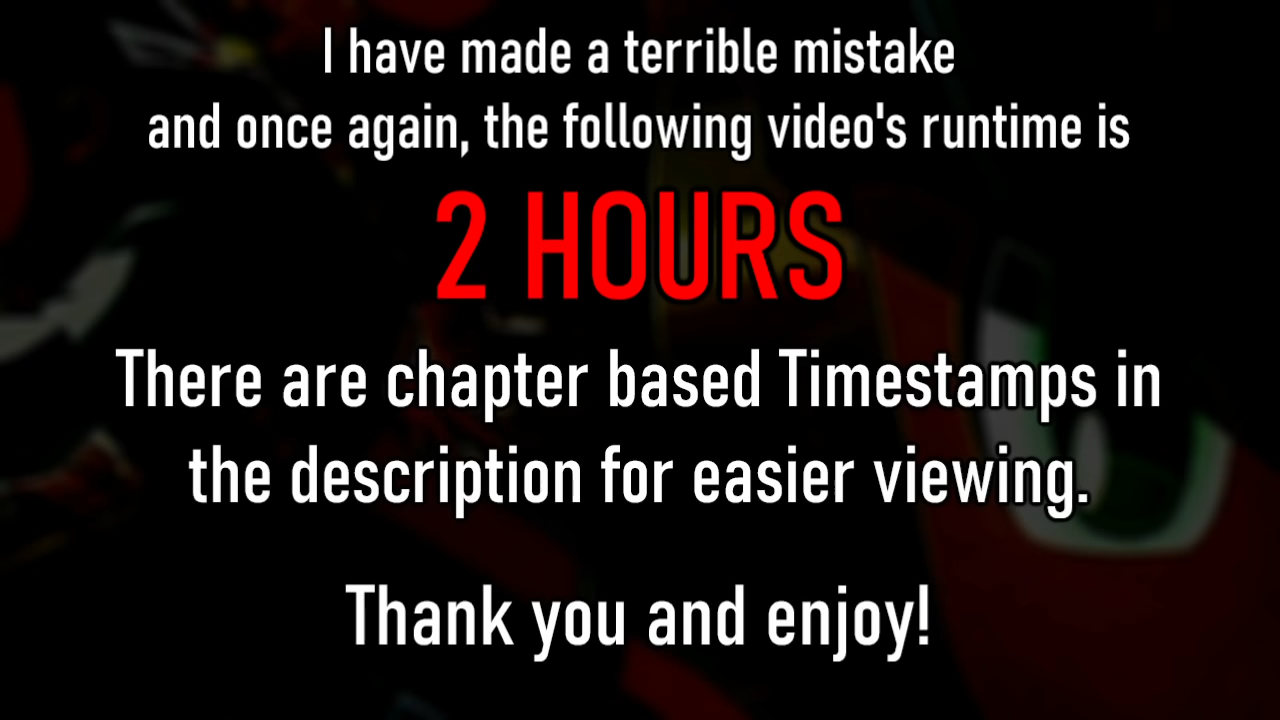 I have made a terrible mistake
and once again, the following video's runtime is
2 HOURS
There are chapter based Timestamps in
the description for easier viewing.
Thank you and enjoy!